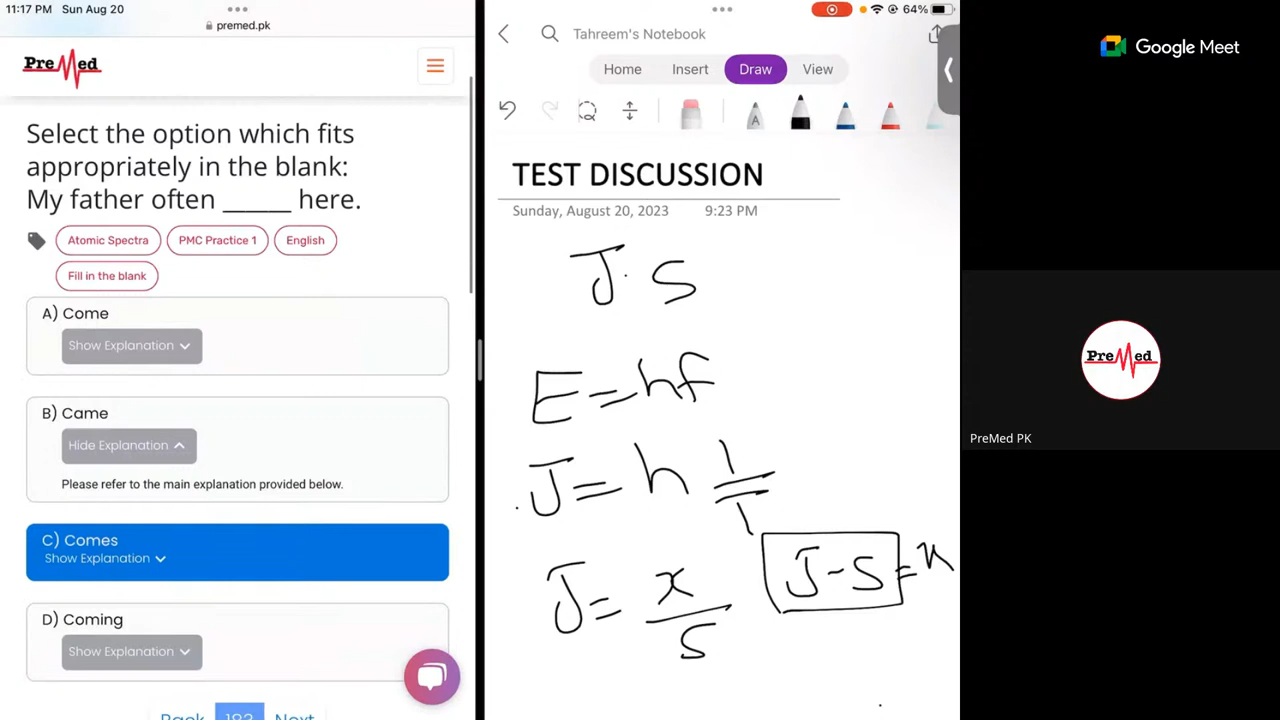 11:17 PM Sun Aug 20
premed.pk
PreMed
Select the option which fits
appropriately in the blank:
My father often _____ here.
Atomic Spectra
PMC Practice 1
English
Fill in the blank
A) Come
Show Explanation
B) Came
Hide Explanation
Please refer to the main explanation provided below.
C) Comes
Show Explanation
D) Coming
Show Explanation
Back 183 Next
64%
Tahreem's Notebook
Home Insert Draw View
A
TEST DISCUSSION
Sunday, August 20, 2023 9:23 PM
J.S
E=hf
J=h
J-S=x
J=x/S
Google Meet
PreMed
PreMed PK